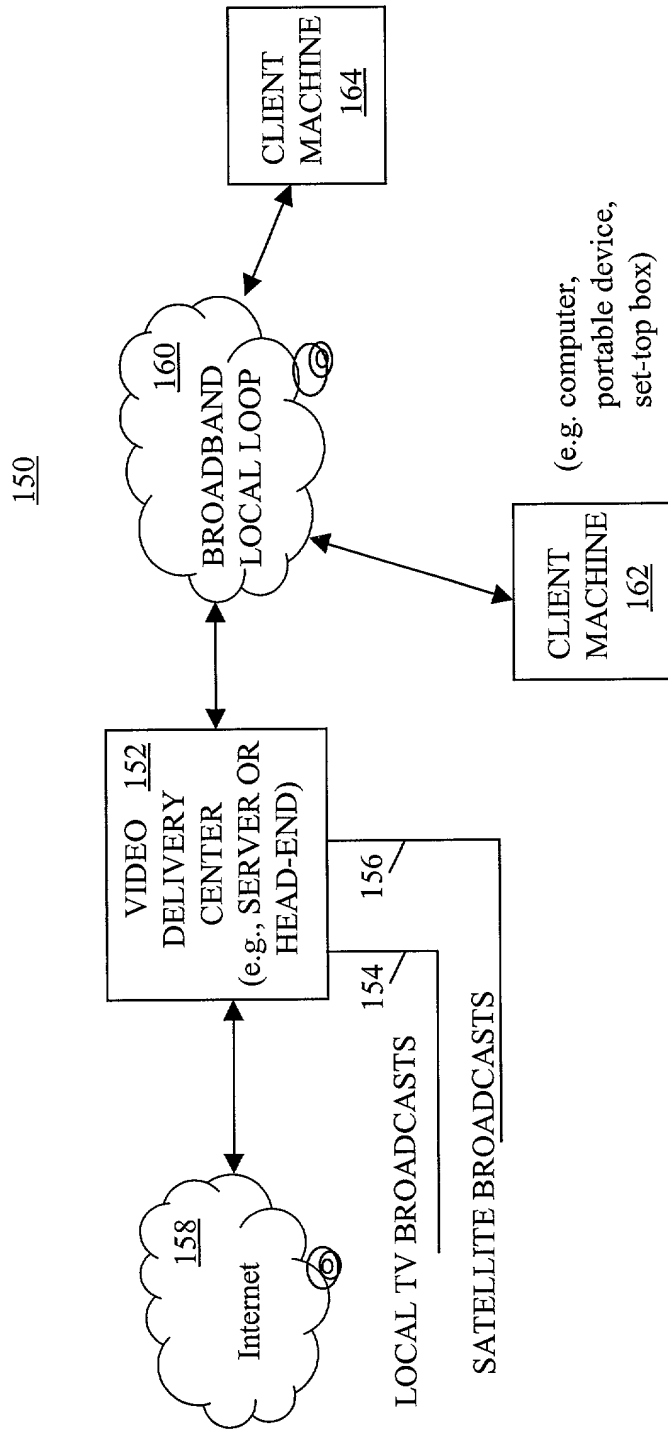 150
Internet
158
VIDEO 152
DELIVERY
CENTER
(e.g., SERVER OR
HEAD-END)
154
156
LOCAL TV BROADCASTS
SATELLITE BROADCASTS
160
BROADBAND
LOCAL LOOP
CLIENT
MACHINE
162
(e.g. computer,
portable device,
set-top box)
CLIENT
MACHINE
164